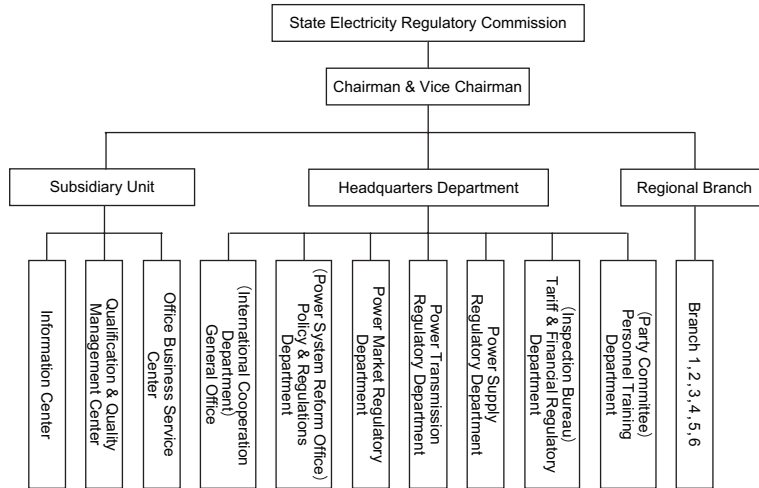 State Electricity Regulatory Commission
Chairman & Vice Chairman
Subsidiary Unit
Headquarters Department
Regional Branch
Information Center
Qualification & Quality
Management Center
Office Business Service
Center
(International Cooperation
Department)
General Office
(Power System Reform Office)
Policy & Regulations
Department
Power Market Regulatory
Department
Power Transmission
Regulatory Department
Power Supply
Regulatory Department
(Inspection Bureau)
Tariff & Financial Regulatory
Department
(Party Committee)
Personnel Training
Department
Branch 1, 2, 3, 4, 5, 6